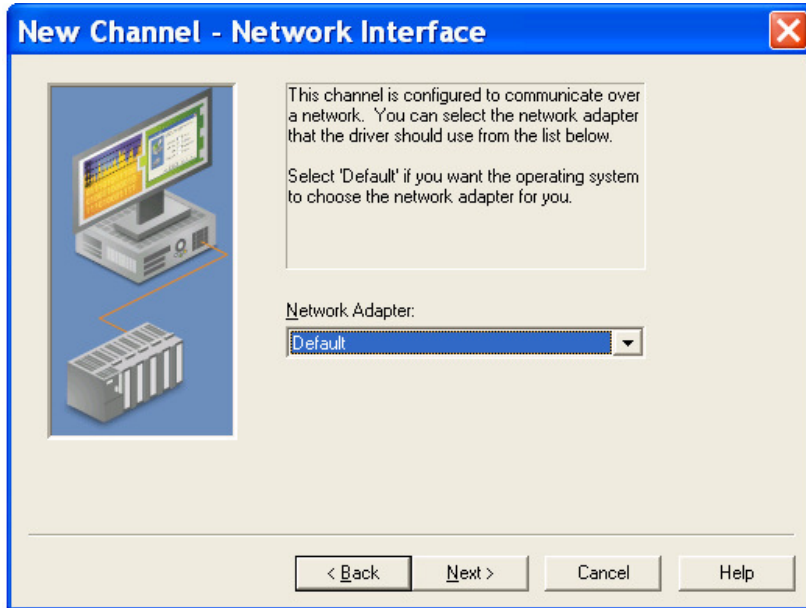 New Channel - Network Interface
This channel is configured to communicate over
a network. You can select the network adapter
that the driver should use from the list below.
Select 'Default' if you want the operating system
to choose the network adapter for you.
Network Adapter:
Default
< Back
Next >
Cancel
Help